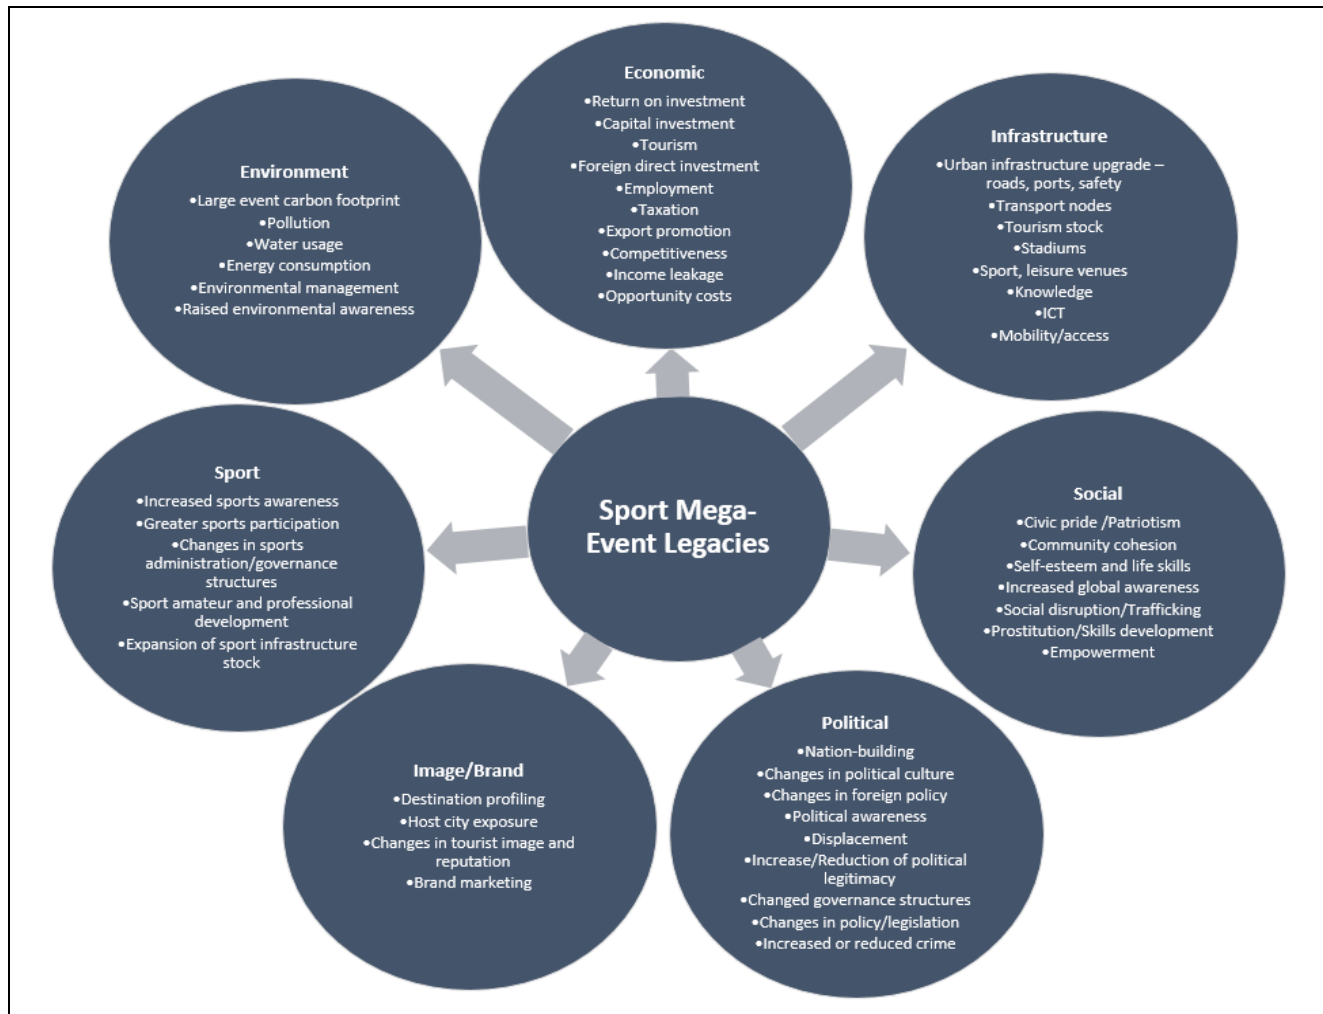 Economic
•Return on investment
•Capital investment
•Tourism
•Foreign direct investment
•Employment
•Taxation
•Export promotion
•Competitiveness
•Income leakage
•Opportunity costs
Infrastructure
•Urban infrastructure upgrade –
roads, ports, safety
•Transport nodes
•Tourism stock
•Stadiums
•Sport, leisure venues
•Knowledge
•ICT
•Mobility/access
Environment
•Large event carbon footprint
•Pollution
•Water usage
•Energy consumption
•Environmental management
•Raised environmental awareness
Sport Mega-
Event Legacies
Sport
•Increased sports awareness
•Greater sports participation
•Changes in sports
administration/governance
structures
•Sport amateur and professional
development
•Expansion of sport infrastructure
stock
Social
•Civic pride /Patriotism
•Community cohesion
•Self-esteem and life skills
•Increased global awareness
•Social disruption/Trafficking
•Prostitution/Skills development
•Empowerment
Image/Brand
•Destination profiling
•Host city exposure
•Changes in tourist image and
reputation
•Brand marketing
Political
•Nation-building
•Changes in political culture
•Changes in foreign policy
•Political awareness
•Displacement
•Increase/Reduction of political
legitimacy
•Changed governance structures
•Changes in policy/legislation
•Increased or reduced crime